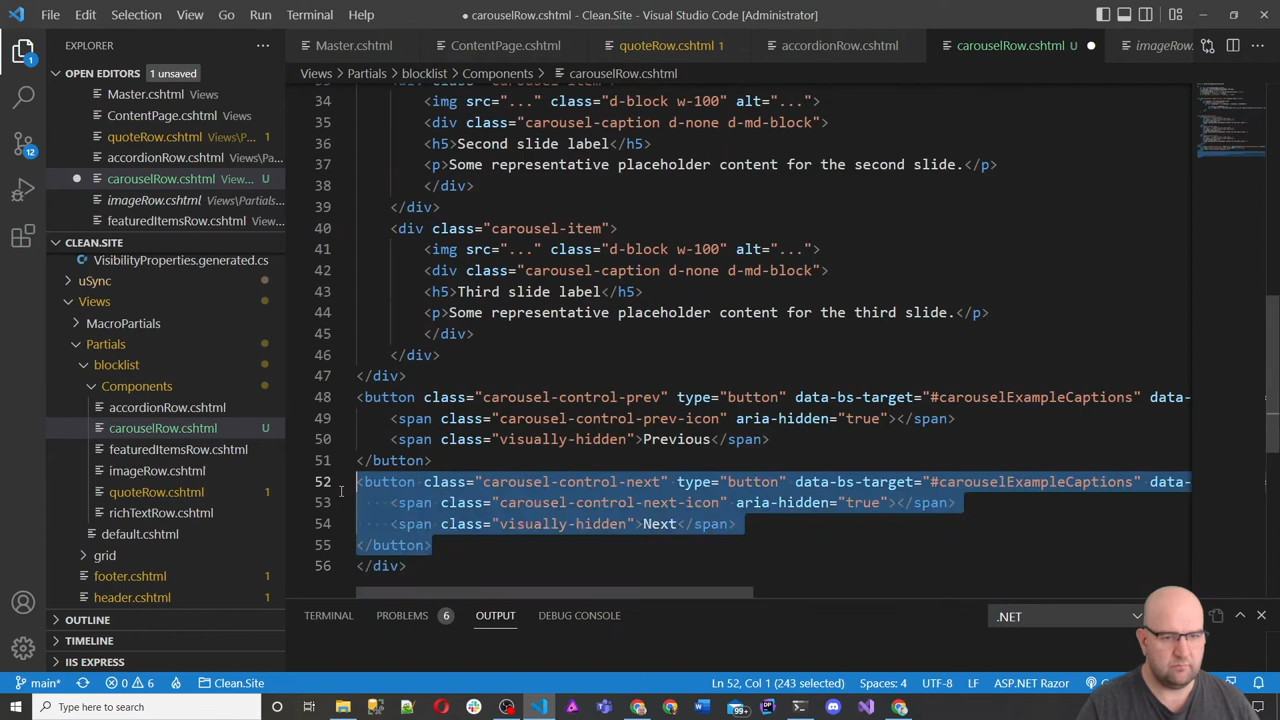 File Edit Selection View Go Run Terminal Help
● carouselRow.cshtml - Clean.Site - Visual Studio Code [Administrator]
EXPLORER
Master.cshtml
ContentPage.cshtml
quoteRow.cshtml 1
accordionRow.cshtml
carouselRow.cshtml U
imageRow.
OPEN EDITORS 1 unsaved
Master.cshtml Views
ContentPage.cshtml Views
quoteRow.cshtml Views\P... 1
accordionRow.cshtml Views\Pa...
carouselRow.cshtml View... U
imageRow.cshtml Views\Partials...
featuredItemsRow.cshtml View...
CLEAN.SITE
VisibilityProperties.generated.cs
uSync
Views
MacroPartials
Partials
blocklist
Components
accordionRow.cshtml
carouselRow.cshtml U
featuredItemsRow.cshtml
imageRow.cshtml
quoteRow.cshtml 1
richTextRow.cshtml
default.cshtml
grid
footer.cshtml 1
header.cshtml 1
OUTLINE
TIMELINE
IIS EXPRESS
Views > Partials > blocklist > Components > carouselRow.cshtml
34 <img src="..." class="d-block w-100" alt="...">
35 <div class="carousel-caption d-none d-md-block">
36 <h5>Second slide label</h5>
37 <p>Some representative placeholder content for the second slide.</p>
38 </div>
39 </div>
40 <div class="carousel-item">
41 <img src="..." class="d-block w-100" alt="...">
42 <div class="carousel-caption d-none d-md-block">
43 <h5>Third slide label</h5>
44 <p>Some representative placeholder content for the third slide.</p>
45 </div>
46 </div>
47 </div>
48 <button class="carousel-control-prev" type="button" data-bs-target="#carouselExampleCaptions" data-
49 <span class="carousel-control-prev-icon" aria-hidden="true"></span>
50 <span class="visually-hidden">Previous</span>
51 </button>
52 <button class="carousel-control-next" type="button" data-bs-target="#carouselExampleCaptions" data-
53 <span class="carousel-control-next-icon" aria-hidden="true"></span>
54 <span class="visually-hidden">Next</span>
55 </button>
56 </div>
TERMINAL PROBLEMS 6 OUTPUT DEBUG CONSOLE
.NET
main* 0 6 Clean.Site
Ln 52, Col 1 (243 selected) Spaces: 4 UTF-8 LF ASP.NET Razor
Type here to search